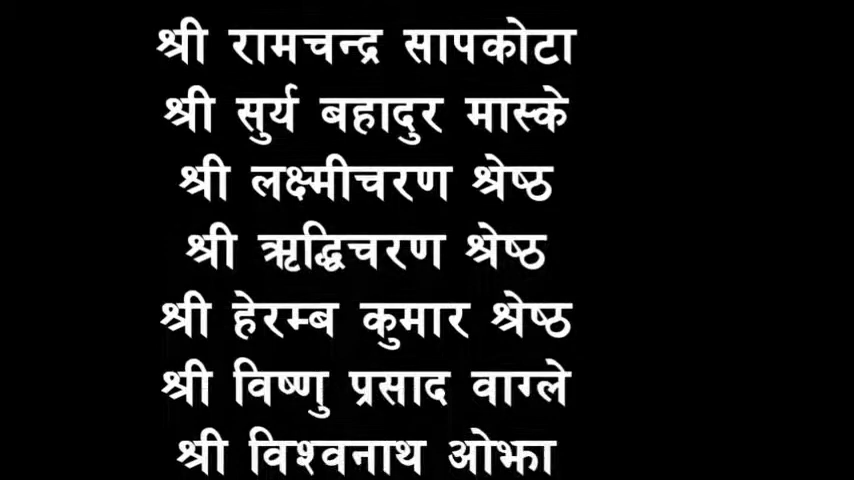 श्री रामचन्द्र सापकोटा
श्री सुर्य बहादुर मास्के
श्री लक्ष्मीचरण श्रेष्ठ
श्री ऋद्धिचरण श्रेष्ठ
श्री हेरम्ब कुमार श्रेष्ठ
श्री विष्णु प्रसाद वाग्ले
श्री विश्वनाथ ओझा